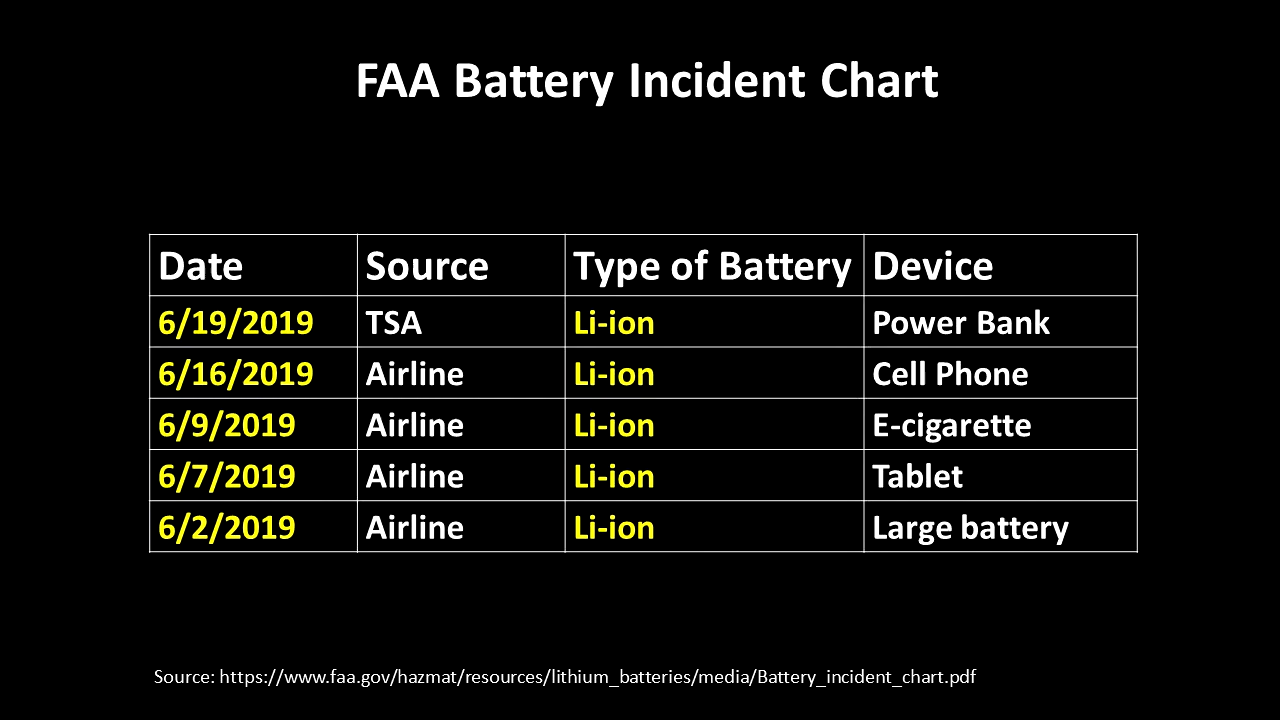 FAA Battery Incident Chart
Date Source Type of Battery Device
6/19/2019 TSA Li-ion Power Bank
6/16/2019 Airline Li-ion Cell Phone
6/9/2019 Airline Li-ion E-cigarette
6/7/2019 Airline Li-ion Tablet
6/2/2019 Airline Li-ion Large battery
Source: https://www.faa.gov/hazmat/resources/lithium_batteries/media/Battery_incident_chart.pdf